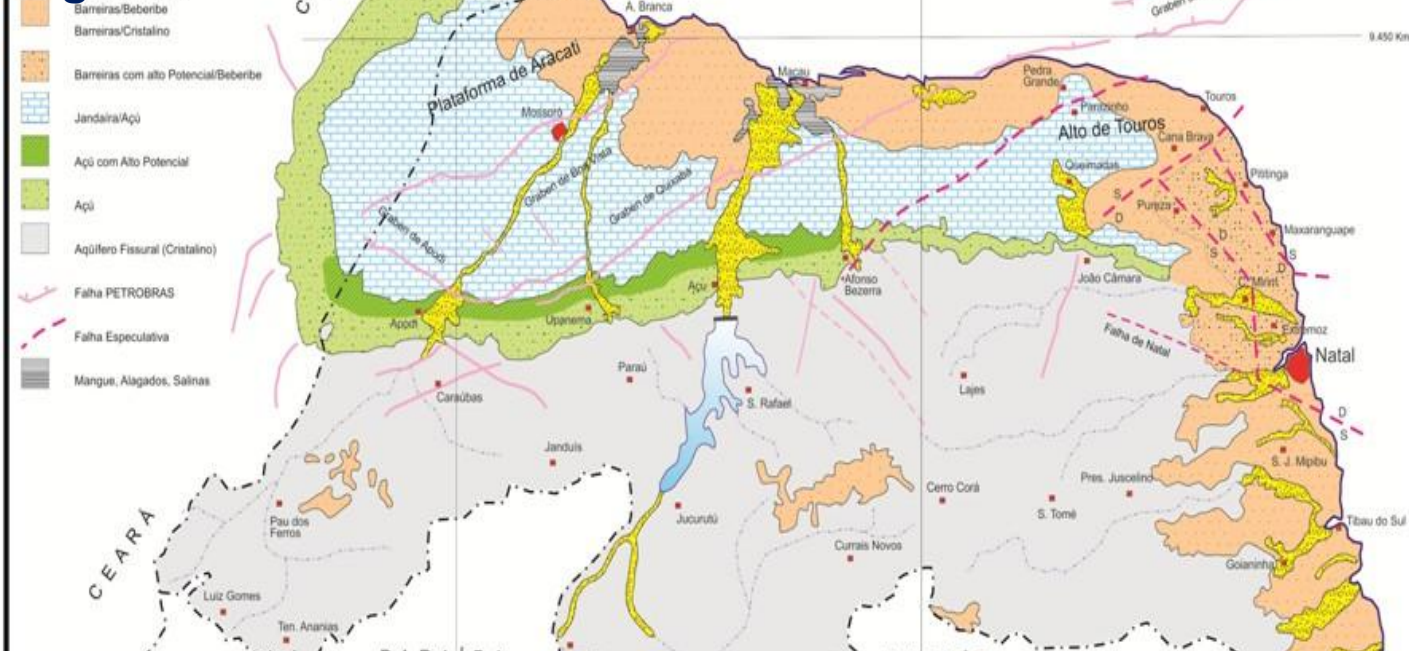 Barreiras/Beberibe
Barreiras/Cristalino
Barreiras com alto Potencial/Beberibe
Jandaíra/Açú
Açú com Alto Potencial
Açú
Aqüífero Fissural (Cristalino)
Falha PETROBRAS
Falha Especulativa
Mangue, Alagados, Salinas
A. Branca
9.450 Km
Plataforma de Aracati
Macau
Pedra
Grande
Parazinho
Touros
Mossoró
Alto de Touros
Cana Brava
Graben de Boa Vista
Graben de Quixaba
Queimadas
Pititinga
S
D
Pureza
Graben de Apodi
D
S
Maxaranguape
S
D
Açu
Afonso
Bezerra
João Câmara
C. Mirim
Apodi
Upanema
Extremoz
Falha de Natal
Natal
Paraú
Caraúbas
S. Rafael
Lajes
D
S
Janduís
S. J. Mipibu
Pau dos
Ferros
Jucurutú
Cerro Corá
S. Tomé
Pres. Juscelino
Tibau do Sul
CEARÁ
Currais Novos
Goianinha
Luiz Gomes
Ten. Ananias